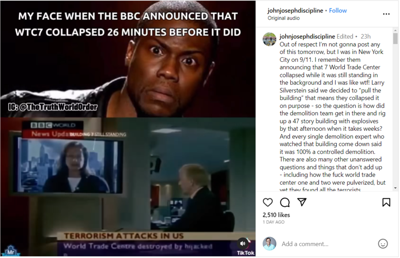 MY FACE WHEN THE BBC ANNOUNCED THAT
WTC7 COLLAPSED 26 MINUTES BEFORE IT DID
IG: @TheTruthWorldOrder
BBC WORLD
News
TERRORISM ATTACKS IN US
World Trade Centre destroyed by hijacked
TikTok
johnjosephdiscipline • Follow
Original audio
johnjosephdiscipline Edited • 23h
Out of respect I'm not gonna post any
of this tomorrow, but I was in New York
City on 9/11. I remember them
announcing that 7 World Trade Center
collapsed while it was still standing in
the background and I was like wtf! Larry
Silverstein said we decided to "pull the
building" that means they collapsed it
on purpose - so the question is how did
the demolition team get in there and rig
up a 47 story building with explosives
by that afternoon when it takes weeks?
And every single demolition expert who
watched that building come down said
it was 100% a controlled demolition.
There are also many other unanswered
questions and things that don't add up
- including how the fuck world trade
center one and two were pulverized, but
yet they found all the terrorists
2,510 likes
1 DAY AGO
Add a comment...